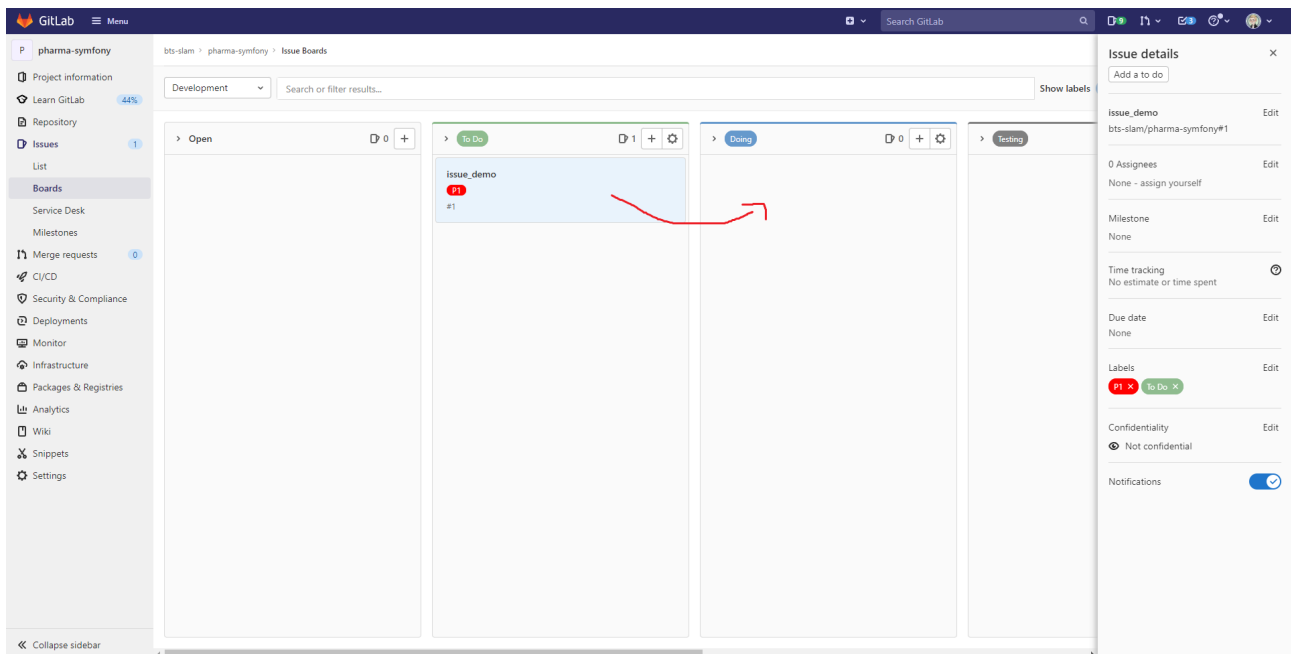 GitLab Menu Search GitLab 9 3
P pharma-symfony
Project information
Learn GitLab 44%
Repository
Issues 1
List
Boards
Service Desk
Milestones
Merge requests 0
CI/CD
Security & Compliance
Deployments
Monitor
Infrastructure
Packages & Registries
Analytics
Wiki
Snippets
Settings
Collapse sidebar
bts-slam > pharma-symfony > Issue Boards
Development Search or filter results... Show labels
Open 0 +
To Do 1 +
issue_demo
P1
#1
Doing 0 +
Testing
Issue details
Add a to do
issue_demo Edit
bts-slam/pharma-symfony#1
0 Assignees Edit
None - assign yourself
Milestone Edit
None
Time tracking
No estimate or time spent
Due date Edit
None
Labels Edit
P1 × To Do ×
Confidentiality Edit
Not confidential
Notifications